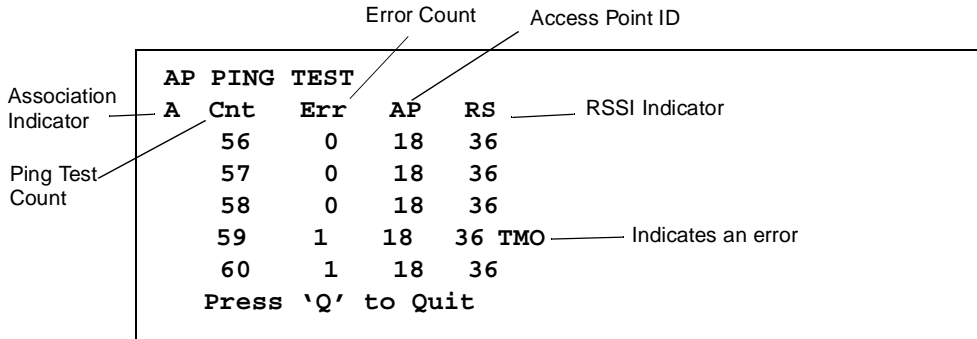 Error Count
Access Point ID
AP PING TEST
Association
Indicator
A Cnt Err AP RS
RSSI Indicator
56 0 18 36
Ping Test
Count
57 0 18 36
58 0 18 36
59 1 18 36 TMO
Indicates an error
60 1 18 36
Press ‘Q’ to Quit